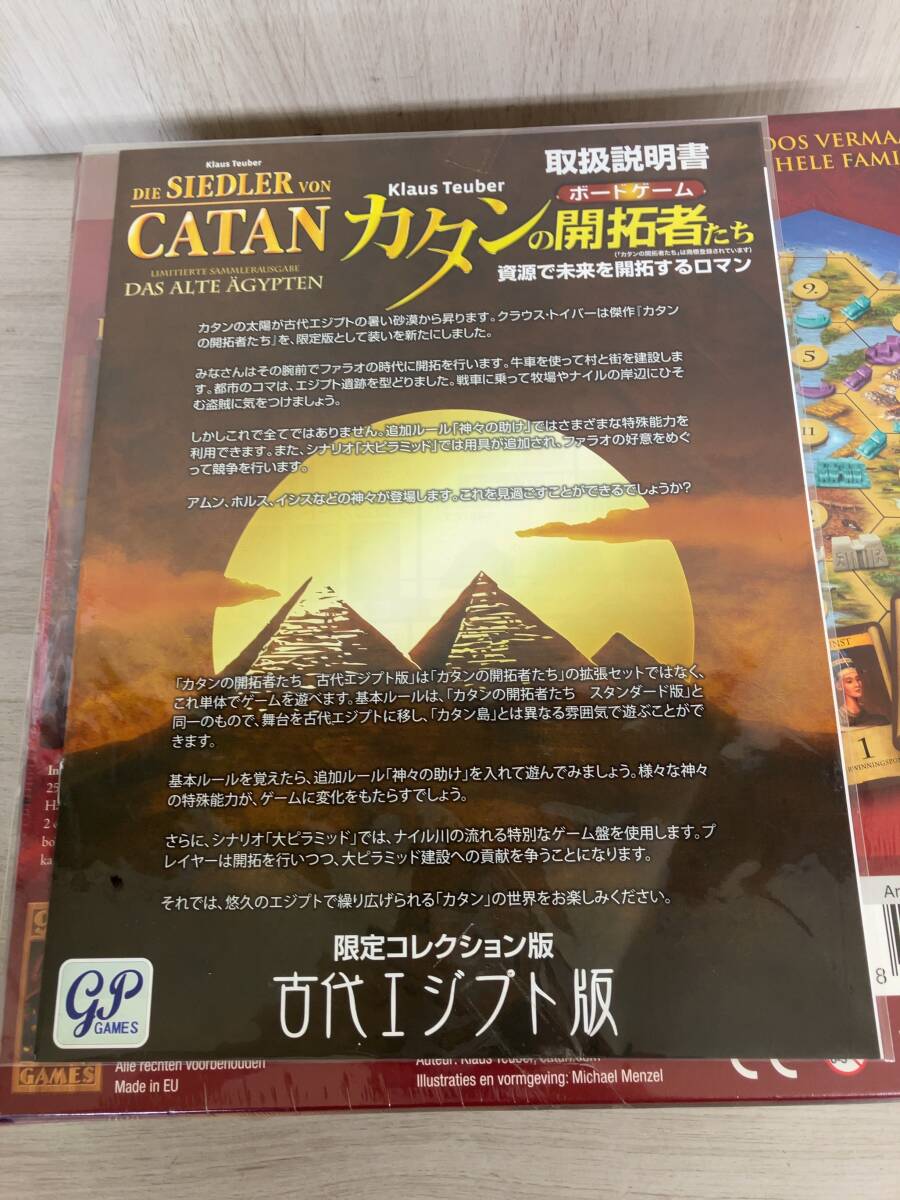 Klaus Teuber
DIE SIEDLER VON
CATAN
LIMITIERTE SAMMLERAUSGABE
DAS ALTE ÄGYPTEN
取扱説明書
Klaus Teuber
ボードゲーム
カタンの開拓者たち
(「カタンの開拓者たち」は商標登録されています)
資源で未来を開拓するロマン
カタンの太陽が古代エジプトの暑い砂漠から昇ります。クラウス・トイバーは傑作『カタン
の開拓者たち』を、限定版として装いを新たにしました。
みなさんはその腕前でファラオの時代に開拓を行います。牛車を使って村と街を建設しま
す。都市のコマは、エジプト遺跡を型どりました。戦車に乗って牧場やナイルの岸辺にひそ
む盗賊に気をつけましょう。
しかしこれで全てではありません。追加ルール「神々の助け」ではさまざまな特殊能力を
利用できます。また、シナリオ「大ピラミッド」では用具が追加され、ファラオの好意をめぐ
って競争を行います。
アムン、ホルス、イシスなどの神々が登場します。これを見過ごすことができるでしょうか?
「カタンの開拓者たち 古代エジプト版」は「カタンの開拓者たち」の拡張セットではなく、
これ単体でゲームを遊べます。基本ルールは、「カタンの開拓者たち スタンダード版」と
同一のもので、舞台を古代エジプトに移し、「カタン島」とは異なる雰囲気で遊ぶことがで
きます。
基本ルールを覚えたら、追加ルール「神々の助け」を入れて遊んでみましょう。様々な神々
の特殊能力が、ゲームに変化をもたらすでしょう。
さらに、シナリオ「大ピラミッド」では、ナイル川の流れる特別なゲーム盤を使用します。プ
レイヤーは開拓を行いつつ、大ピラミッド建設への貢献を争うことになります。
それでは、悠久のエジプトで繰り広げられる「カタン」の世界をお楽しみください。
限定コレクション版
古代エジプト版
GP
GAMES
GAMES
Alle rechten voorbehouden
Made in EU
Auteur: Klaus Teuber, catan.com
Illustraties en vormgeving: Michael Menzel
OOS VERMAA
HELE FAMI
9
5
11
1
8